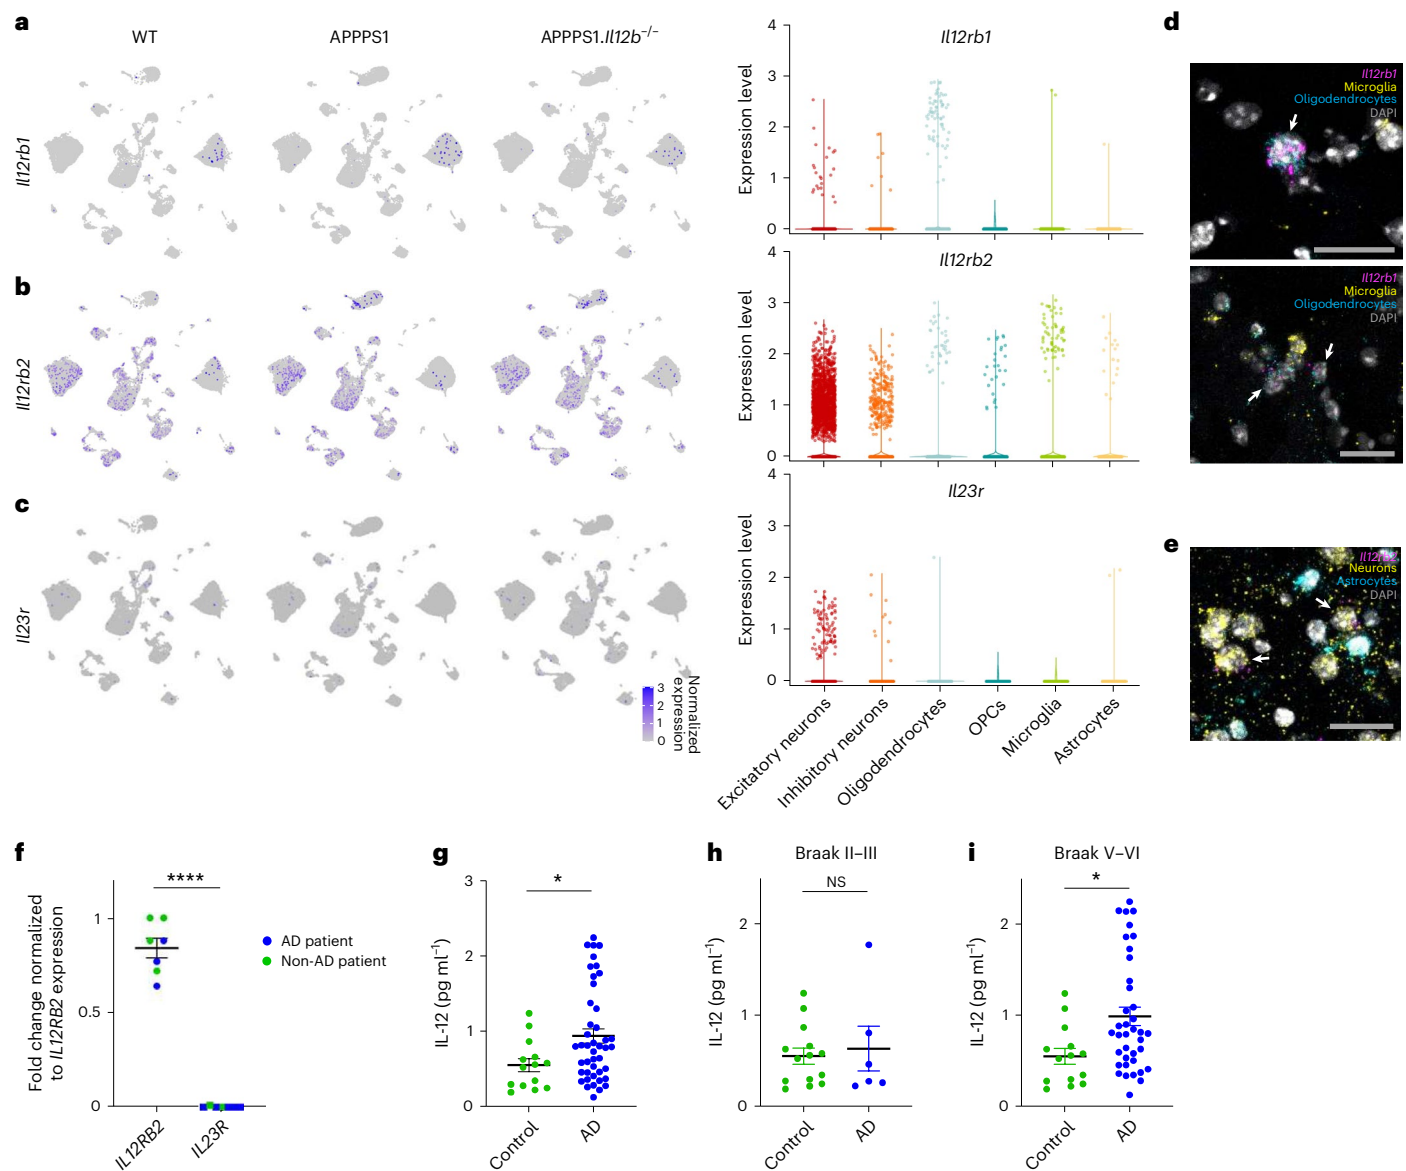 a
WT
APPPS1
APPPS1.Il12b−/−
Il12rb1
4
3
2
1
0
Expression level
Il12rb1
d
Il12rb1
Microglia
Oligodendrocytes
DAPI
Il12rb1
Microglia
Oligodendrocytes
DAPI
b
Il12rb2
4
3
2
1
0
Expression level
Il12rb2
c
Il23r
3
2
1
0
Normalized
expression
4
3
2
1
0
Expression level
Il23r
Excitatory neurons
Inhibitory neurons
Oligodendrocytes
OPCs
Microglia
Astrocytes
e
Il12rb2
Neurons
Astrocytes
DAPI
f
Fold change normalized
to IL12RB2 expression
1
0.5
0
****
IL12RB2
IL23R
AD patient
Non-AD patient
g
IL-12 (pg ml−1)
3
2
1
0
*
Control
AD
h
Braak II–III
IL-12 (pg ml−1)
2
1
0
NS
Control
AD
i
Braak V–VI
IL-12 (pg ml−1)
2
1
0
*
Control
AD